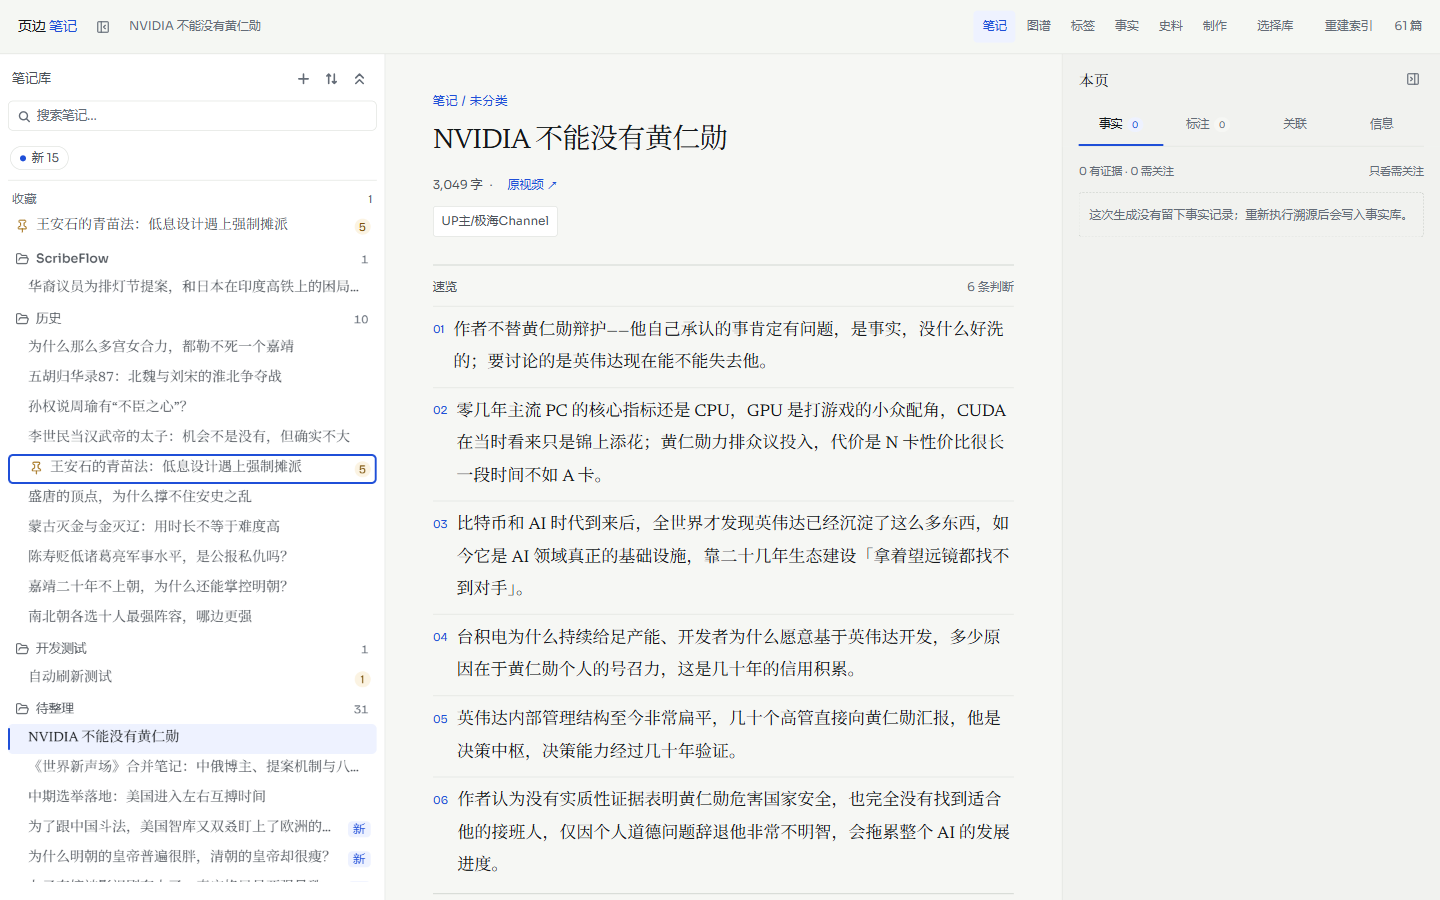 页边 笔记
NVIDIA 不能没有黄仁勋
笔记
图谱
标签
事实
史料
制作
选择库
重建索引
61 篇
笔记库
搜索笔记...
新 15
收藏 1
王安石的青苗法：低息设计遇上强制摊派 5
ScribeFlow 1
华裔议员为排灯节提案，和日本在印度高铁上的困局...
历史 10
为什么那么多宫女合力，都勒不死一个嘉靖
五胡归华录87：北魏与刘宋的淮北争夺战
孙权说周瑜有“不臣之心”？
李世民当汉武帝的太子：机会不是没有，但确实不大
王安石的青苗法：低息设计遇上强制摊派 5
盛唐的顶点，为什么撑不住安史之乱
蒙古灭金与金灭辽：用时长不等于难度高
陈寿贬低诸葛亮军事水平，是公报私仇吗？
嘉靖二十年不上朝，为什么还能掌控明朝？
南北朝各选十人最强阵容，哪边更强
开发测试 1
自动刷新测试 1
待整理 31
NVIDIA 不能没有黄仁勋
《世界新声场》合并笔记：中俄博主、提案机制与八...
中期选举落地：美国进入左右互搏时间
为了跟中国斗法，美国智库又双叒盯上了欧洲的... 新
为什么明朝的皇帝普遍很胖，清朝的皇帝却很瘦？ 新
笔记 / 未分类
NVIDIA 不能没有黄仁勋
3,049 字 · 原视频 ↗
UP主/极海Channel
速览 6 条判断
01 作者不替黄仁勋辩护——他自己承认的事肯定有问题，是事实，没什么好洗
的；要讨论的是英伟达现在能不能失去他。
02 零几年主流 PC 的核心指标还是 CPU，GPU 是打游戏的小众配角，CUDA
在当时看来只是锦上添花；黄仁勋力排众议投入，代价是 N 卡性价比很长
一段时间不如 A 卡。
03 比特币和 AI 时代到来后，全世界才发现英伟达已经沉淀了这么多东西，如
今它是 AI 领域真正的基础设施，靠二十几年生态建设「拿着望远镜都找不
到对手」。
04 台积电为什么持续给足产能、开发者为什么愿意基于英伟达开发，多少原
因在于黄仁勋个人的号召力，这是几十年的信用积累。
05 英伟达内部管理结构至今非常扁平，几十个高管直接向黄仁勋汇报，他是
决策中枢，决策能力经过几十年验证。
06 作者认为没有实质性证据表明黄仁勋危害国家安全，也完全没有找到适合
他的接班人，仅因个人道德问题辞退他非常不明智，会拖累整个 AI 的发展
进度。
本页
事实 0
标注 0
关联
信息
0 有证据 · 0 需关注
只看需关注
这次生成没有留下事实记录；重新执行溯源后会写入事实库。